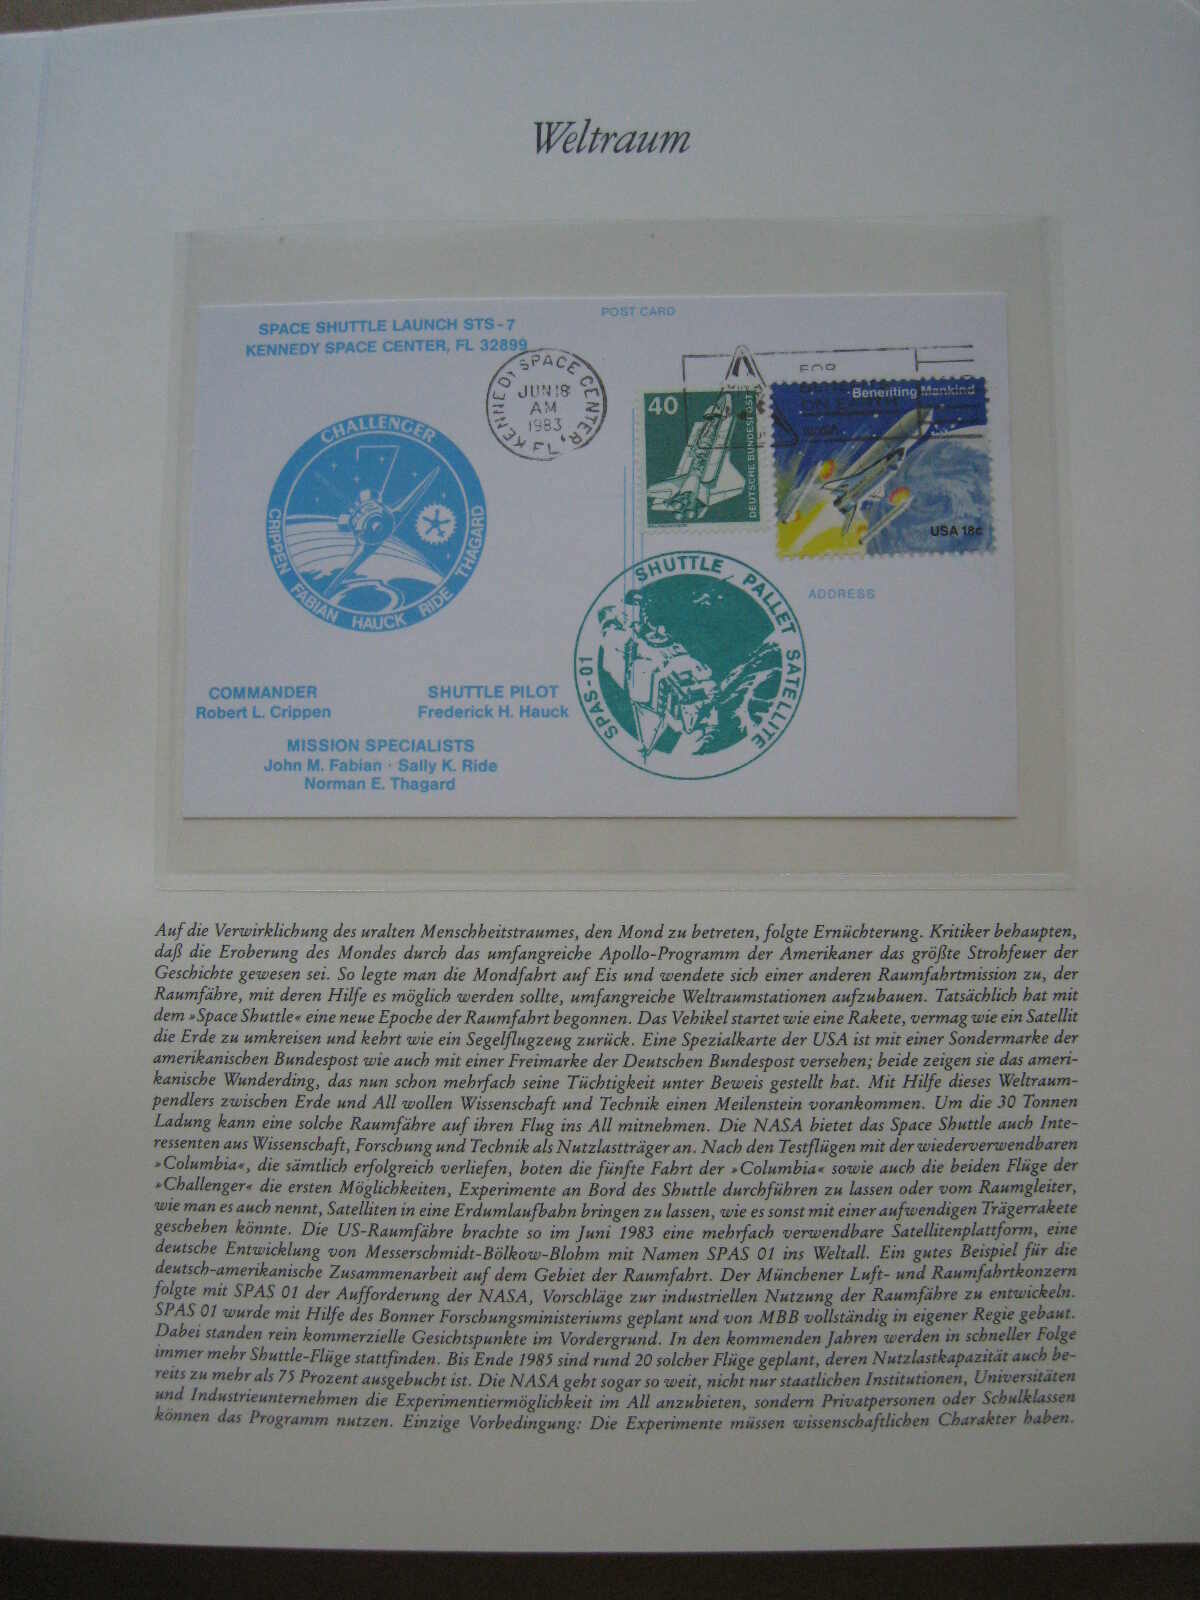 Weltraum
POST CARD
SPACE SHUTTLE LAUNCH STS-7
KENNEDY SPACE CENTER, FL 32899
KENNEDY SPACE CENTER, FL,
JUN 18
AM
1983
FOR
ON EARTH
NASA
40
DEUTSCHE BUNDESPOST
Benefiting Mankind
USA 18c
CHALLENGER
7
CRIPPEN FABIAN HAUCK RIDE THAGARD
ADDRESS
SPAS-01 SHUTTLE PALLET SATELLITE
COMMANDER
Robert L. Crippen
SHUTTLE PILOT
Frederick H. Hauck
MISSION SPECIALISTS
John M. Fabian · Sally K. Ride
Norman E. Thagard
Auf die Verwirklichung des uralten Menschheitstraumes, den Mond zu betreten, folgte Ernüchterung. Kritiker behaupten,
daß die Eroberung des Mondes durch das umfangreiche Apollo-Programm der Amerikaner das größte Strohfeuer der
Geschichte gewesen sei. So legte man die Mondfahrt auf Eis und wendete sich einer anderen Raumfahrtmission zu, der
Raumfähre, mit deren Hilfe es möglich werden sollte, umfangreiche Weltraumstationen aufzubauen. Tatsächlich hat mit
dem »Space Shuttle« eine neue Epoche der Raumfahrt begonnen. Das Vehikel startet wie eine Rakete, vermag wie ein Satellit
die Erde zu umkreisen und kehrt wie ein Segelflugzeug zurück. Eine Spezialkarte der USA ist mit einer Sondermarke der
amerikanischen Bundespost wie auch mit einer Freimarke der Deutschen Bundespost versehen; beide zeigen sie das ameri-
kanische Wunderding, das nun schon mehrfach seine Tüchtigkeit unter Beweis gestellt hat. Mit Hilfe dieses Weltraum-
pendlers zwischen Erde und All wollen Wissenschaft und Technik einen Meilenstein vorankommen. Um die 30 Tonnen
Ladung kann eine solche Raumfähre auf ihren Flug ins All mitnehmen. Die NASA bietet das Space Shuttle auch Inte-
ressenten aus Wissenschaft, Forschung und Technik als Nutzlastträger an. Nach den Testflügen mit der wiederverwendbaren
»Columbia«, die sämtlich erfolgreich verliefen, boten die fünfte Fahrt der »Columbia« sowie auch die beiden Flüge der
»Challenger« die ersten Möglichkeiten, Experimente an Bord des Shuttle durchführen zu lassen oder vom Raumgleiter,
wie man es auch nennt, Satelliten in eine Erdumlaufbahn bringen zu lassen, wie es sonst mit einer aufwendigen Trägerrakete
geschehen könnte. Die US-Raumfähre brachte so im Juni 1983 eine mehrfach verwendbare Satellitenplattform, eine
deutsche Entwicklung von Messerschmidt-Bölkow-Blohm mit Namen SPAS 01 ins Weltall. Ein gutes Beispiel für die
deutsch-amerikanische Zusammenarbeit auf dem Gebiet der Raumfahrt. Der Münchener Luft- und Raumfahrtkonzern
folgte mit SPAS 01 der Aufforderung der NASA, Vorschläge zur industriellen Nutzung der Raumfähre zu entwickeln.
SPAS 01 wurde mit Hilfe des Bonner Forschungsministeriums geplant und von MBB vollständig in eigener Regie gebaut.
Dabei standen rein kommerzielle Gesichtspunkte im Vordergrund. In den kommenden Jahren werden in schneller Folge
immer mehr Shuttle-Flüge stattfinden. Bis Ende 1985 sind rund 20 solcher Flüge geplant, deren Nutzlastkapazität auch be-
reits zu mehr als 75 Prozent ausgebucht ist. Die NASA geht sogar so weit, nicht nur staatlichen Institutionen, Universitäten
und Industrieunternehmen die Experimentiermöglichkeit im All anzubieten, sondern Privatpersonen oder Schulklassen
können das Programm nutzen. Einzige Vorbedingung: Die Experimente müssen wissenschaftlichen Charakter haben.